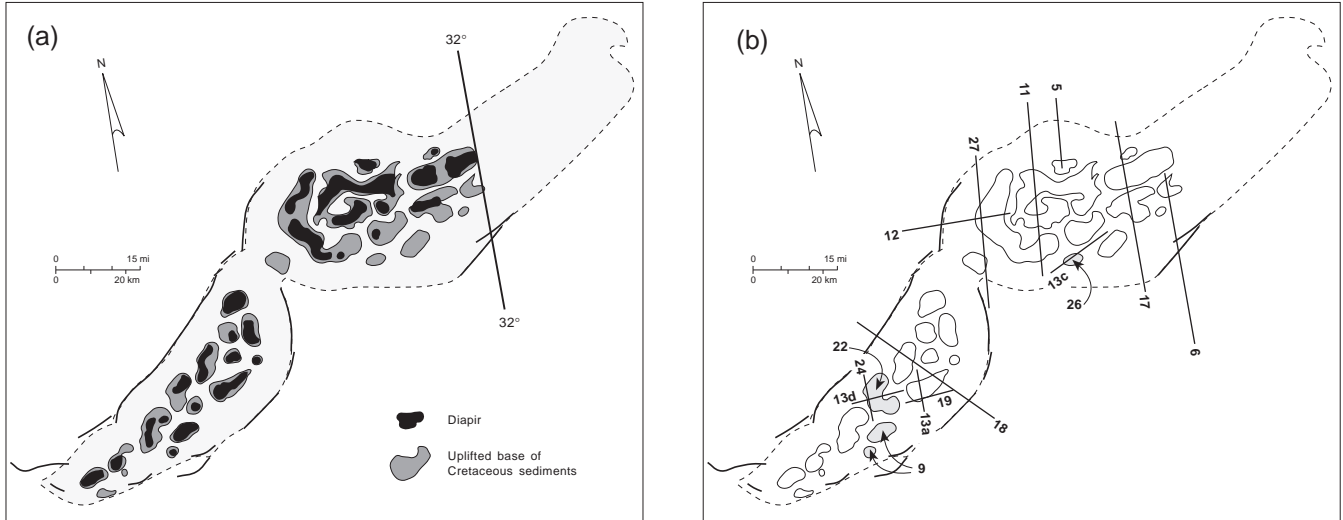 (a)
N
32°
15 mi
0
0
20 km
32°
Diapir
Uplifted base of
Cretaceous sediments
(b)
N
15 mi
0
0
20 km
5
11
27
12
13c
26
17
6
22
24
13d
19
13a
18
9